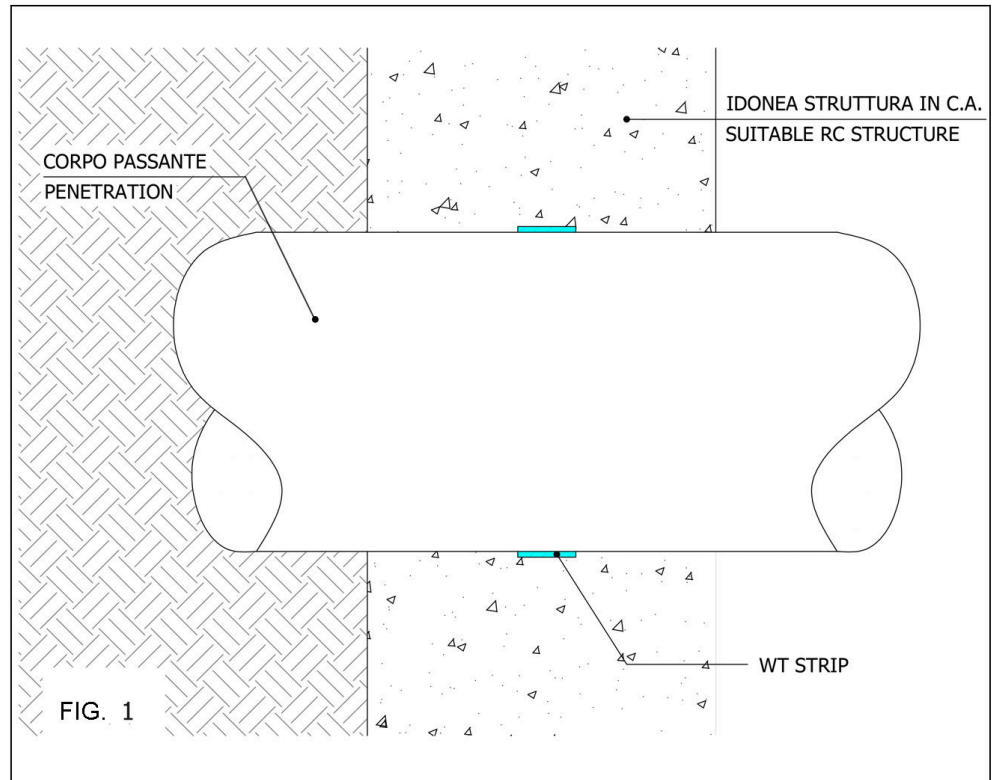 IDONEA STRUTTURA IN C.A.
SUITABLE RC STRUCTURE
CORPO PASSANTE
PENETRATION
WT STRIP
FIG. 1